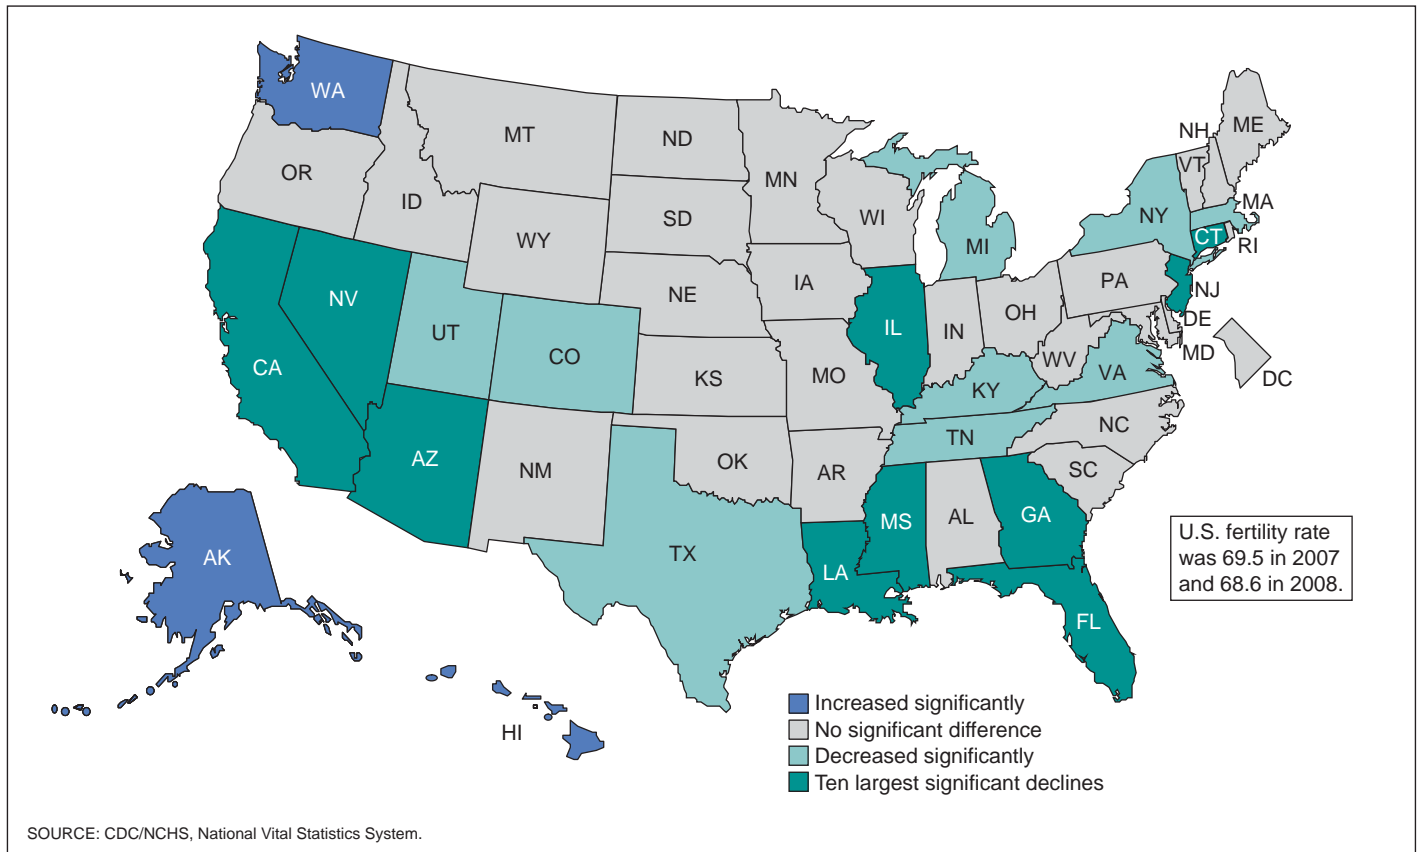 WA
MT
ND
MN
OR
ID
WY
SD
WI
MI
NY
VT
NH
ME
MA
CT
RI
NV
UT
CO
NE
IA
IL
IN
OH
PA
NJ
DE
MD
DC
CA
KS
MO
KY
WV
VA
AZ
NM
OK
AR
TN
NC
SC
TX
LA
MS
AL
GA
FL
AK
HI
U.S. fertility rate
was 69.5 in 2007
and 68.6 in 2008.
Increased significantly
No significant difference
Decreased significantly
Ten largest significant declines
SOURCE: CDC/NCHS, National Vital Statistics System.